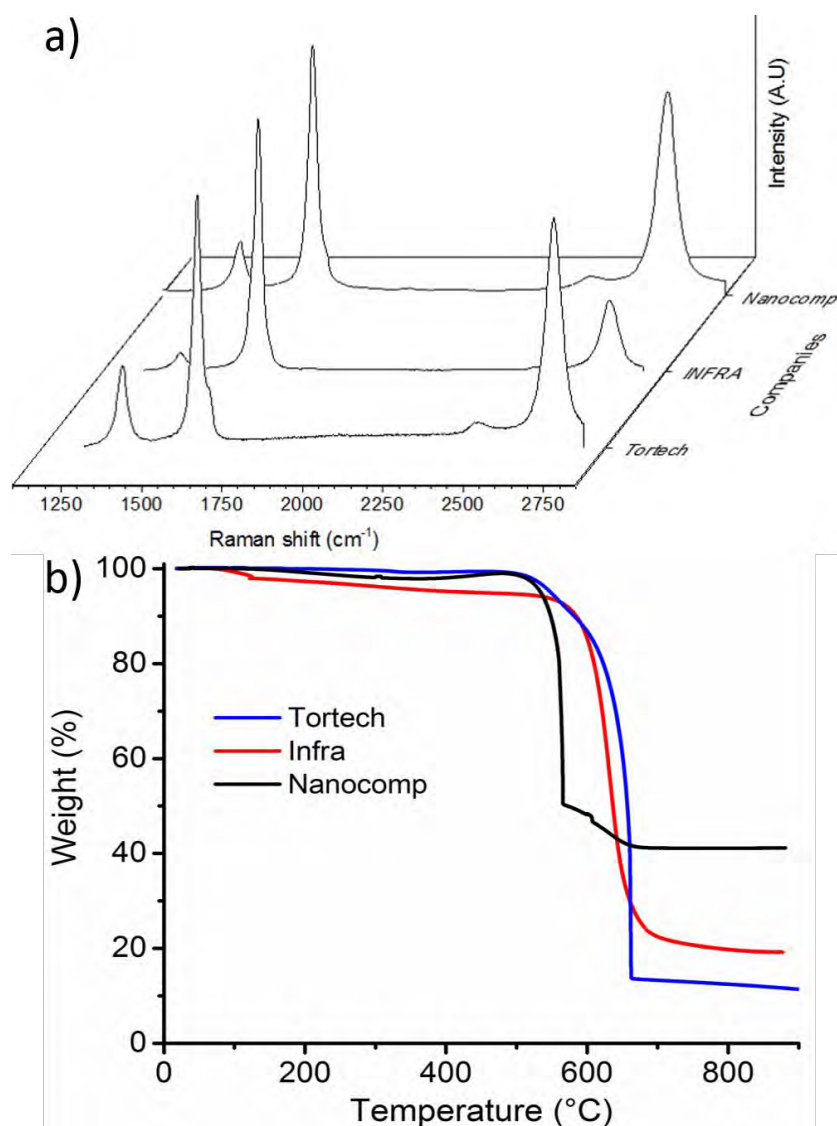 a)
Intensity (A.U)
Nanocomp
INFRA
Companies
Tortech
1250 1500 1750 2000 2250 2500 2750
Raman shift (cm⁻¹)
b)
100
80
60
40
20
0
Weight (%)
Tortech
Infra
Nanocomp
0 200 400 600 800
Temperature (°C)